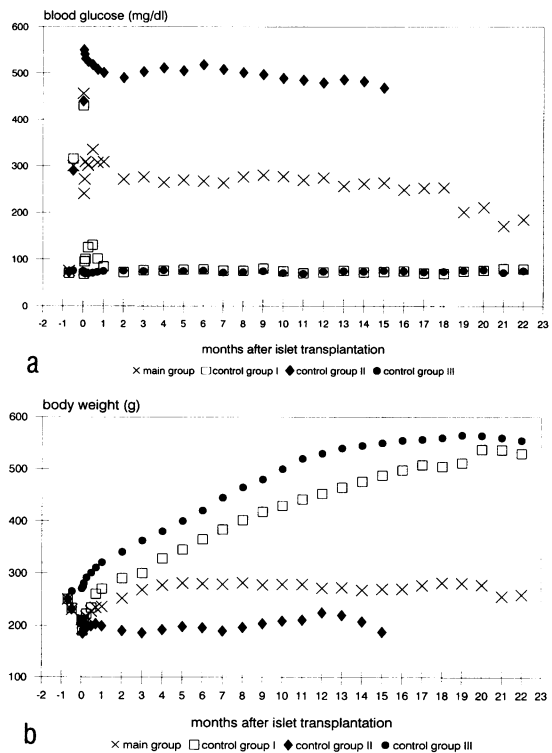 blood glucose (mg/dl)
600
500
400
300
200
100
0
-2 -1 0 1 2 3 4 5 6 7 8 9 10 11 12 13 14 15 16 17 18 19 20 21 22 23
months after islet transplantation
a
main group control group I control group II control group III
body weight (g)
600
500
400
300
200
100
-2 -1 0 1 2 3 4 5 6 7 8 9 10 11 12 13 14 15 16 17 18 19 20 21 22 23
months after islet transplantation
b
main group control group I control group II control group III